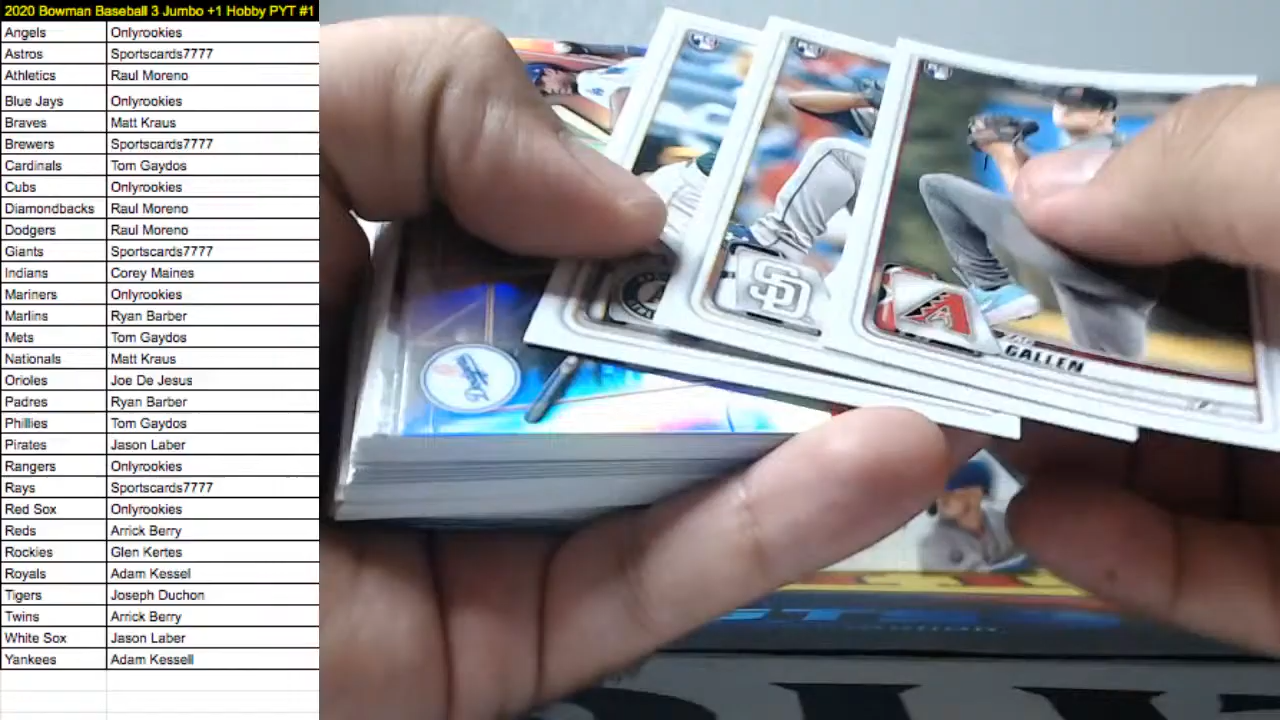 2020 Bowman Baseball 3 Jumbo +1 Hobby PYT #1
Angels Onlyrookies
Astros Sportscards7777
Athletics Raul Moreno
Blue Jays Onlyrookies
Braves Matt Kraus
Brewers Sportscards7777
Cardinals Tom Gaydos
Cubs Onlyrookies
Diamondbacks Raul Moreno
Dodgers Raul Moreno
Giants Sportscards7777
Indians Corey Maines
Mariners Onlyrookies
Marlins Ryan Barber
Mets Tom Gaydos
Nationals Matt Kraus
Orioles Joe De Jesus
Padres Ryan Barber
Phillies Tom Gaydos
Pirates Jason Laber
Rangers Onlyrookies
Rays Sportscards7777
Red Sox Onlyrookies
Reds Arrick Berry
Rockies Glen Kertes
Royals Adam Kessel
Tigers Joseph Duchon
Twins Arrick Berry
White Sox Jason Laber
Yankees Adam Kessell
SD
GALLEN